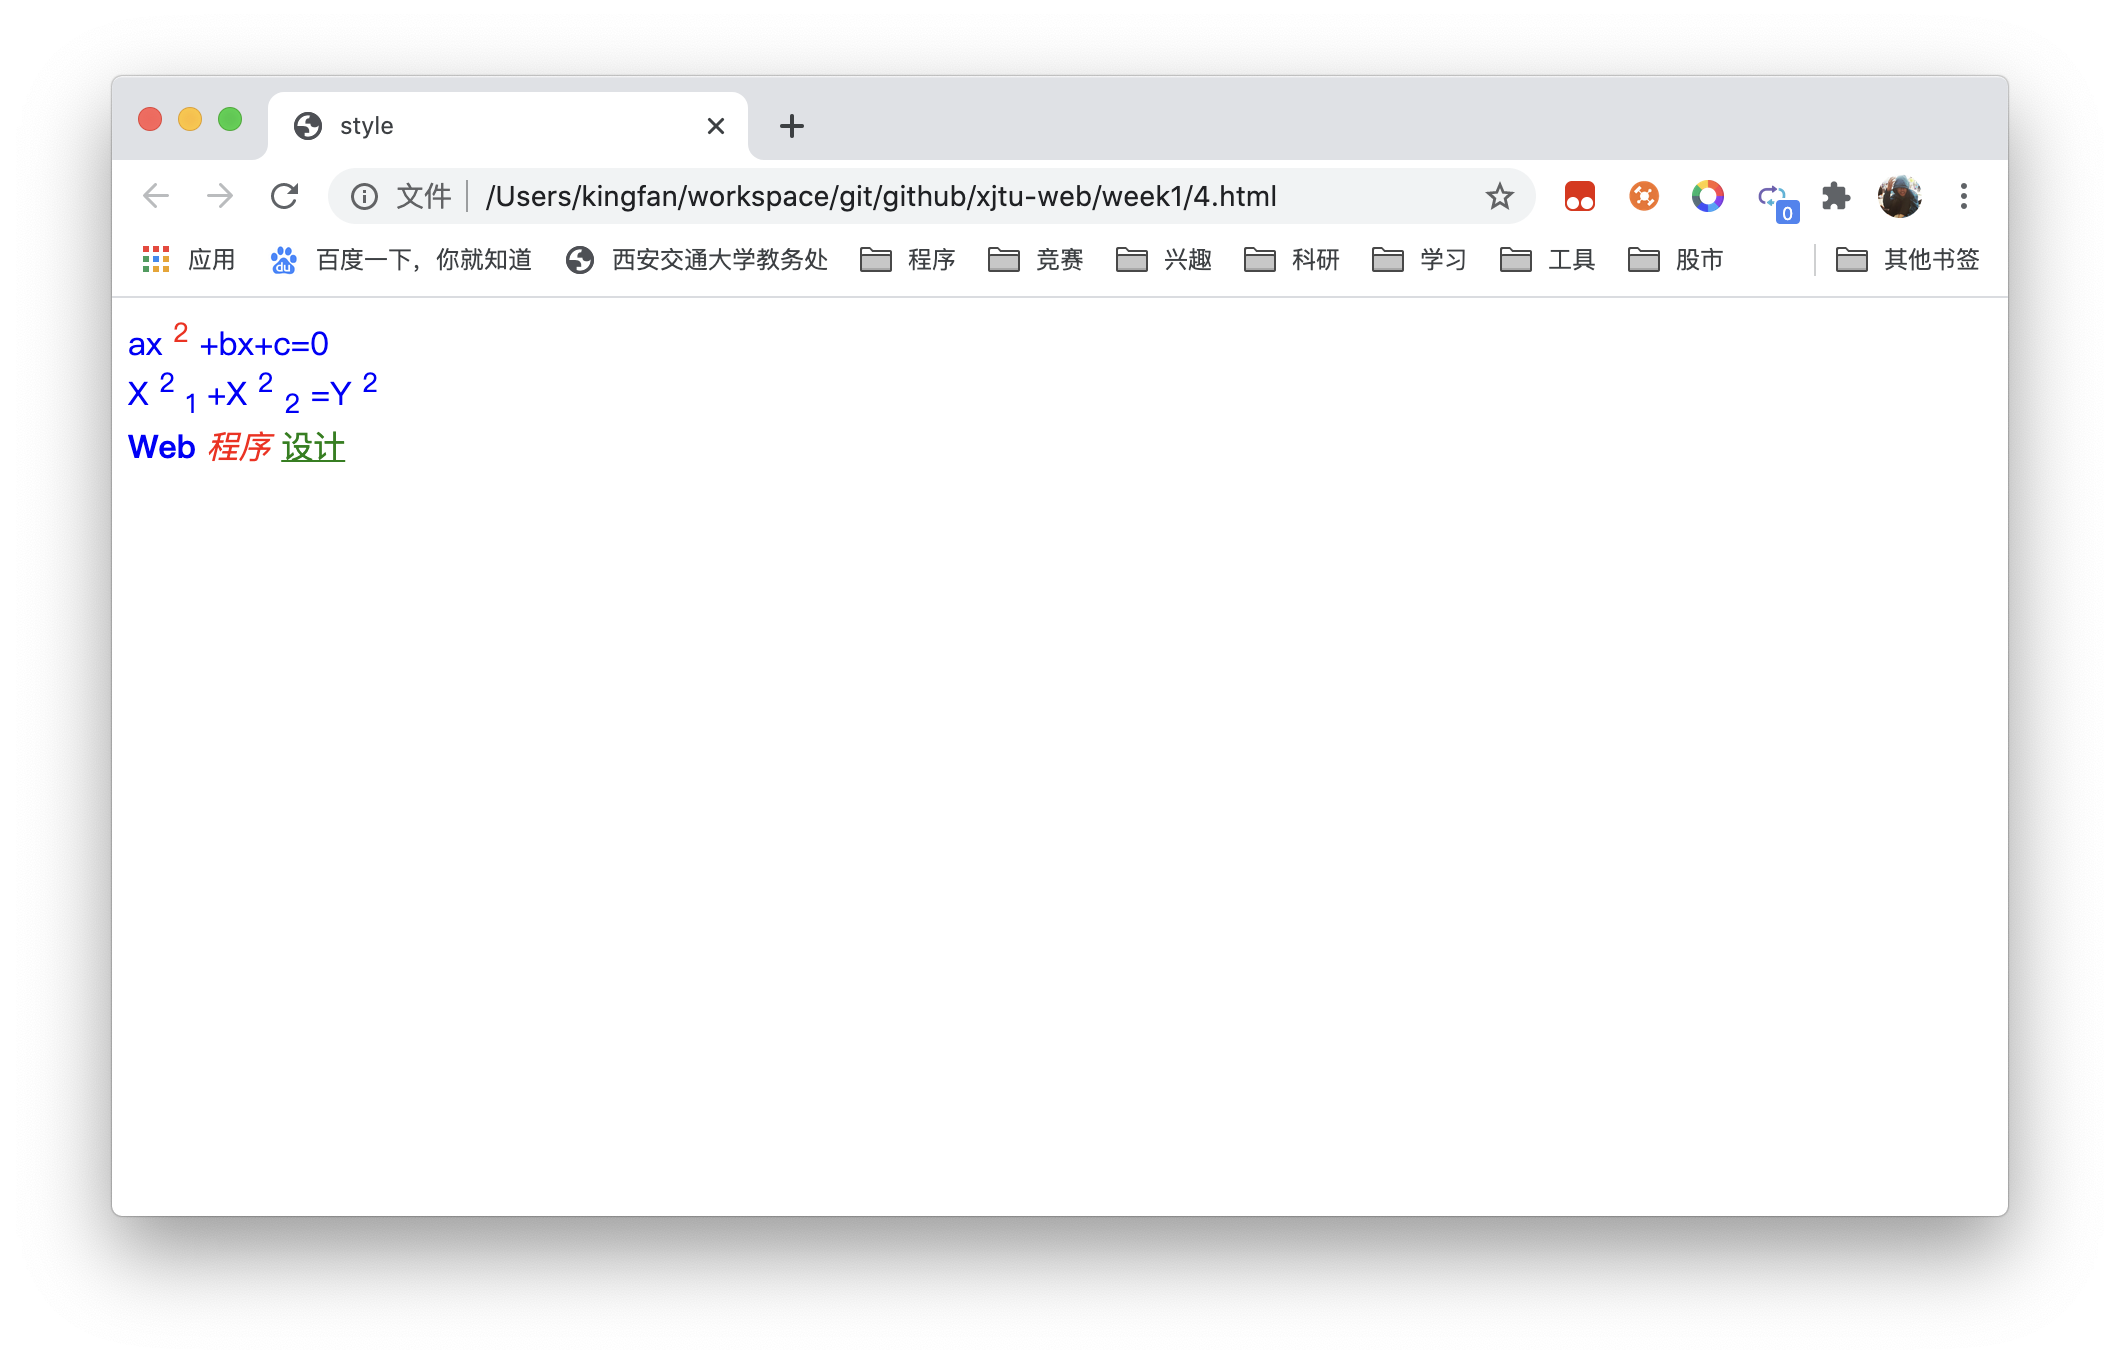 style
文件 /Users/kingfan/workspace/git/github/xjtu-web/week1/4.html
0
应用 百度一下，你就知道 西安交通大学教务处 程序 竞赛 兴趣 科研 学习 工具 股市 其他书签
ax 2 +bx+c=0
X 2 1 +X 2 2 =Y 2
Web 程序 设计